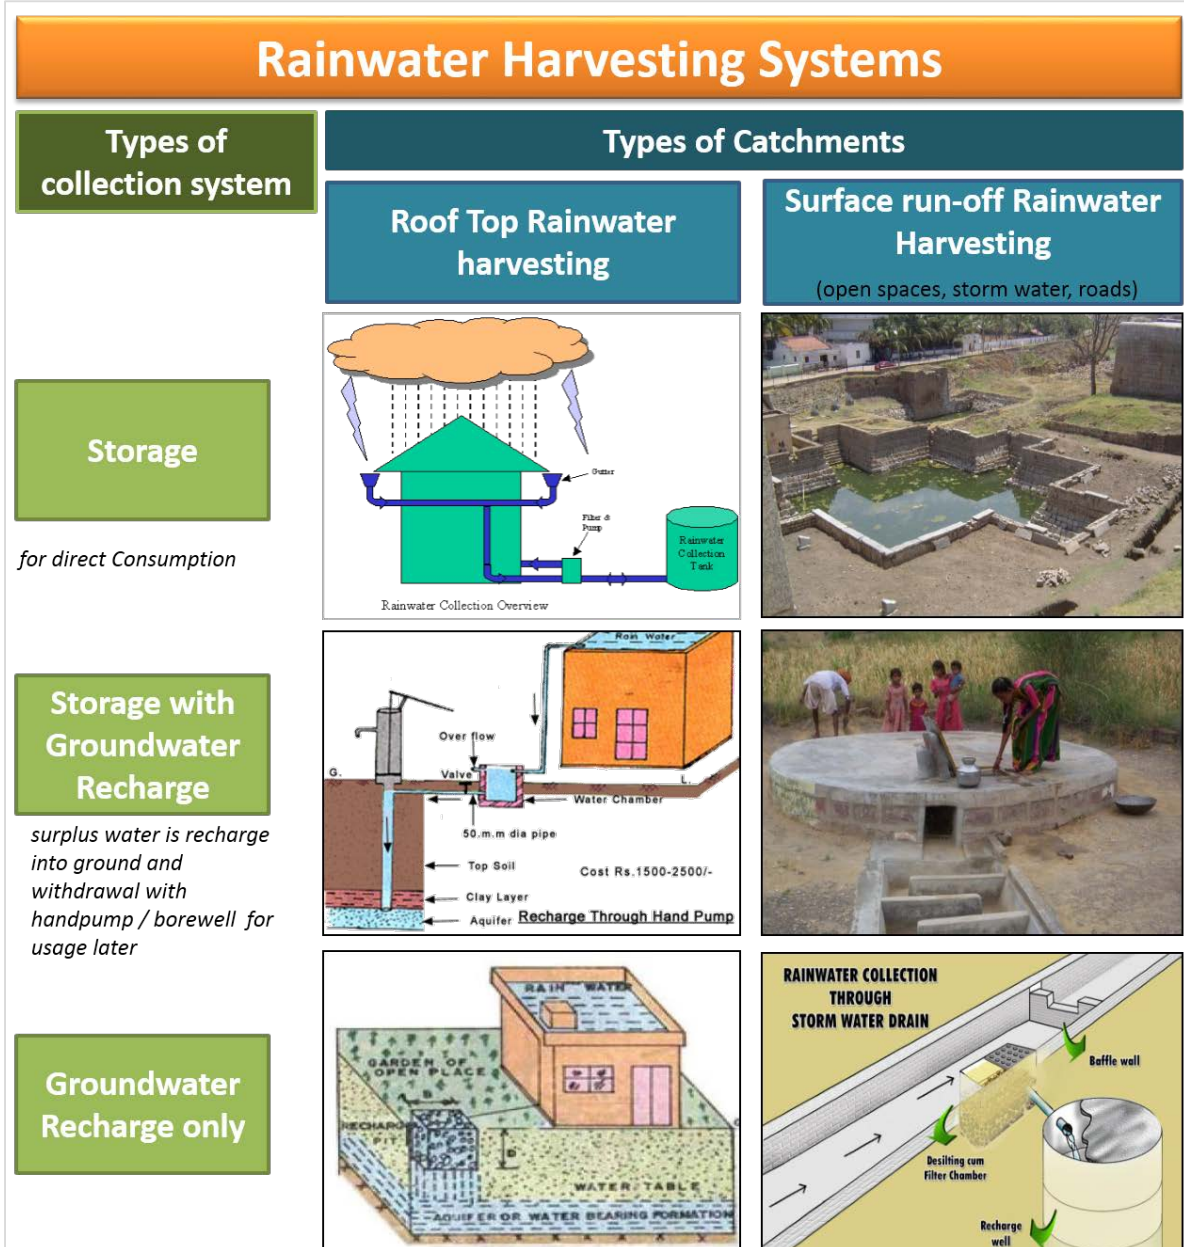 Rainwater Harvesting Systems
Types of
collection system
Types of Catchments
Roof Top Rainwater
harvesting
Surface run-off Rainwater
Harvesting
(open spaces, storm water, roads)
Storage
for direct Consumption
Gutter
Filter &
Pump
Rainwater
Collection
Tank
Rainwater Collection Overview
Storage with
Groundwater
Recharge
surplus water is recharge
into ground and
withdrawal with
handpump / borewell for
usage later
Rain Water
Over flow
G.
Valve
L.
Water Chamber
50.m.m dia pipe
Top Soil
Cost Rs.1500-2500/-
Clay Layer
Aquifer
Recharge Through Hand Pump
Groundwater
Recharge only
RAIN WATER
GARDEN OF
OPEN PLACE
B
RECHARGE
PIT
D
WATER TABLE
AQUIFER OR WATER BEARING FORMATION
RAINWATER COLLECTION
THROUGH
STORM WATER DRAIN
Baffle wall
Desilting cum
Filter Chamber
Recharge
well